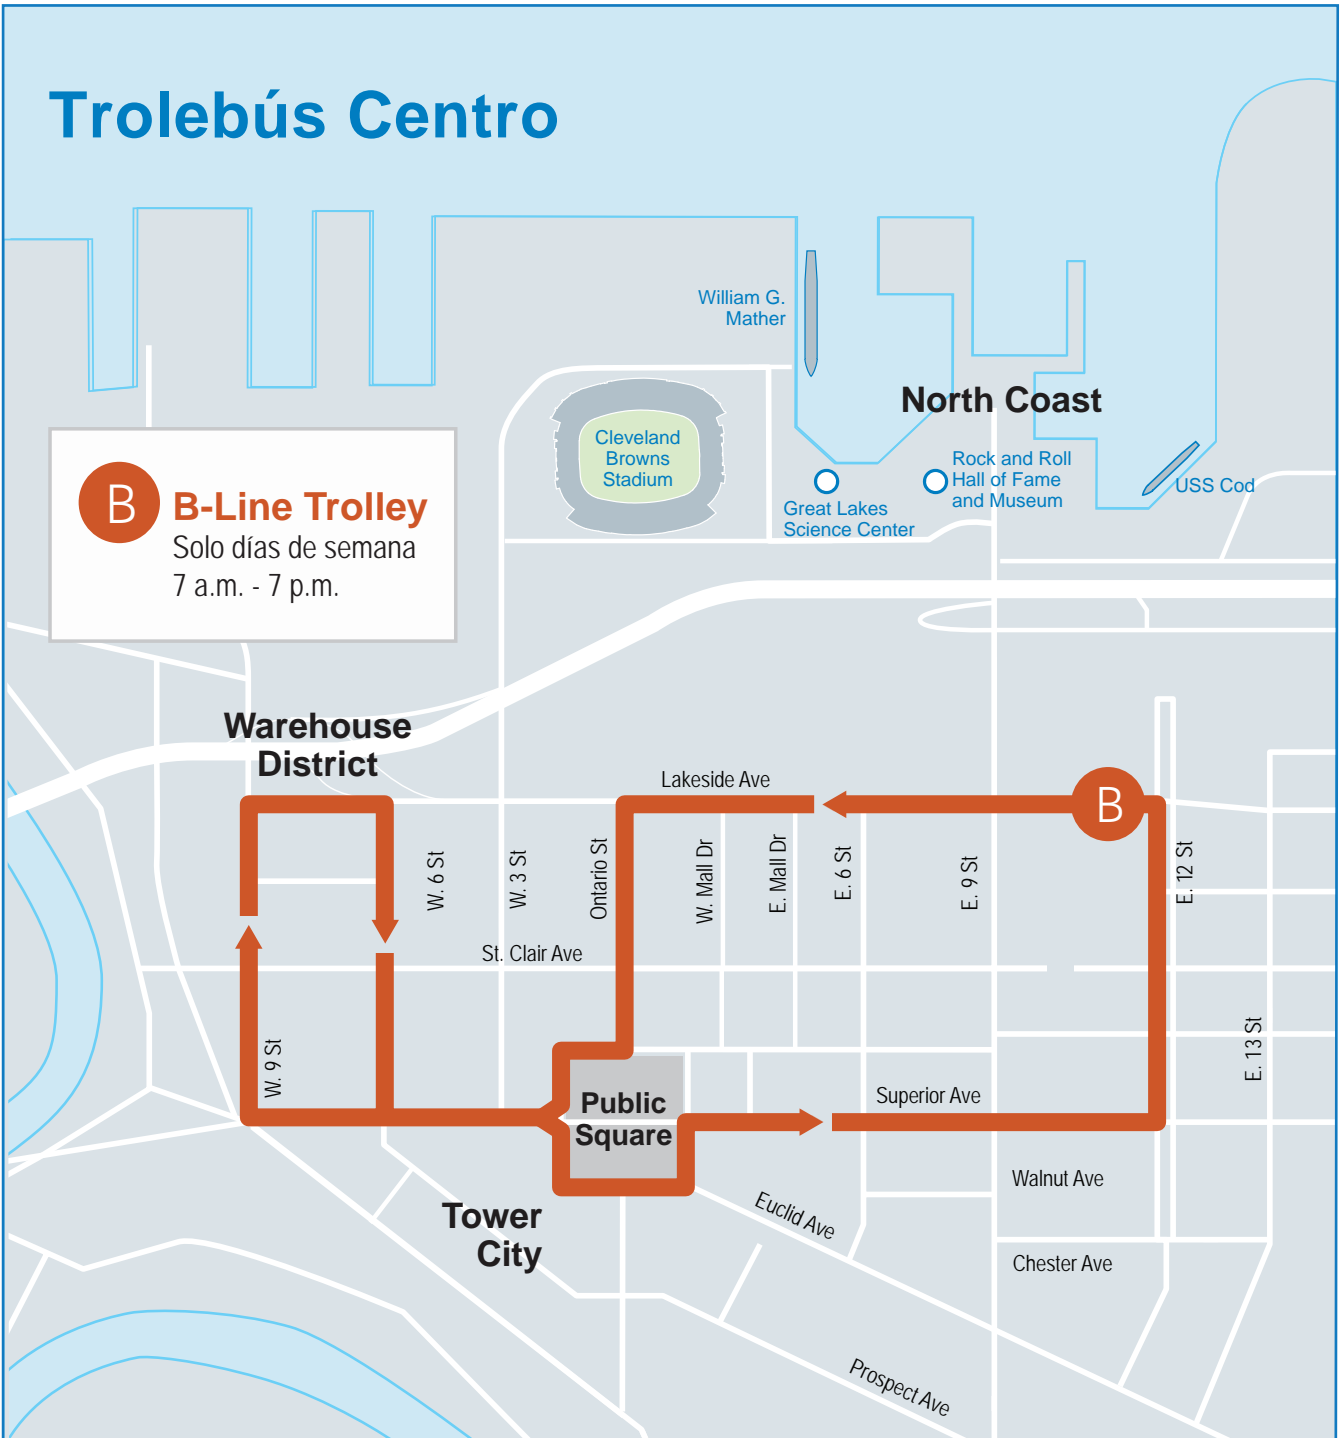 Trolebús Centro
William G.
Mather
North Coast
Cleveland
Browns
Stadium
Rock and Roll
Hall of Fame
and Museum
USS Cod
Great Lakes
Science Center
B
B-Line Trolley
Solo días de semana
7 a.m. - 7 p.m.
Warehouse
District
Lakeside Ave
B
W. 6 St
W. 3 St
Ontario St
W. Mall Dr
E. Mall Dr
E. 6 St
E. 9 St
E. 12 St
St. Clair Ave
W. 9 St
E. 13 St
Public
Square
Superior Ave
Walnut Ave
Euclid Ave
Tower
City
Chester Ave
Prospect Ave